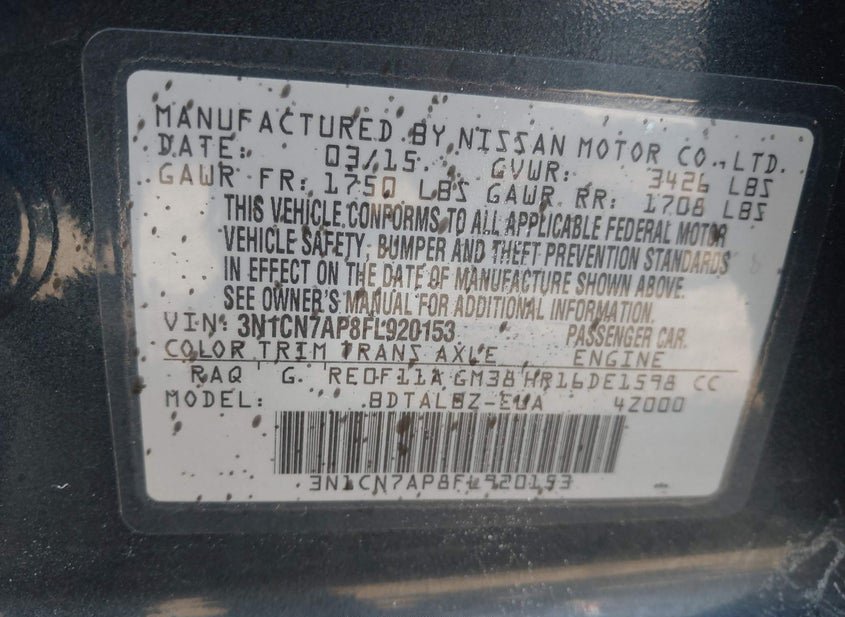 MANUFACTURED BY NISSAN MOTOR CO., LTD.
DATE: 03/15 GVWR: 3426 LBS
GAWR FR: 1750 LBS GAWR RR: 1708 LBS
THIS VEHICLE CONFORMS TO ALL APPLICABLE FEDERAL MOTOR
VEHICLE SAFETY, BUMPER AND THEFT PREVENTION STANDARDS
IN EFFECT ON THE DATE OF MANUFACTURE SHOWN ABOVE.
SEE OWNER'S MANUAL FOR ADDITIONAL INFORMATION.
VIN: 3N1CN7AP8FL920153 PASSENGER CAR.
COLOR TRIM TRANS AXLE ENGINE
RAQ G RE0F11A GM38 HR16DE1598 CC
MODEL: BDTALBZ-EUA 4Z000
3N1CN7AP8FL920153